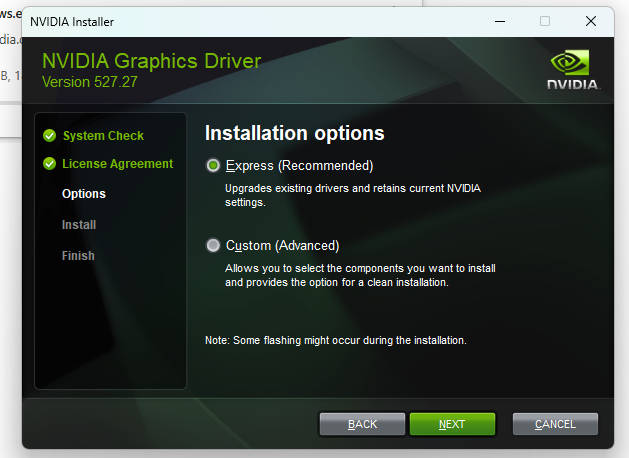 ws.e
NVIDIA Installer
dia.c
B, 1
NVIDIA Graphics Driver
Version 527.27
NVIDIA
System Check
License Agreement
Options
Install
Finish
Installation options
Express (Recommended)
Upgrades existing drivers and retains current NVIDIA
settings.
Custom (Advanced)
Allows you to select the components you want to install
and provides the option for a clean installation.
Note: Some flashing might occur during the installation.
BACK
NEXT
CANCEL